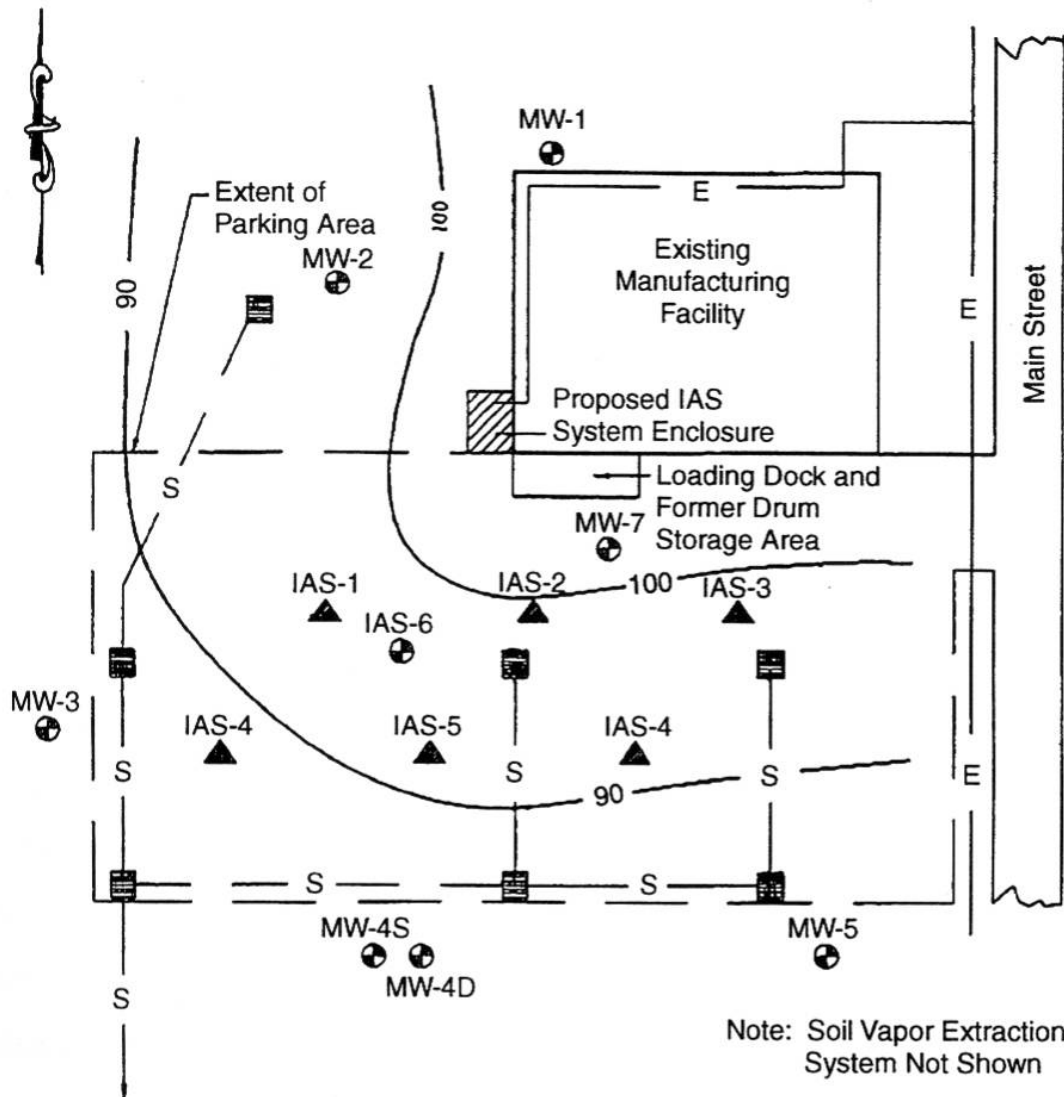 MW-1
E
Extent of
Parking Area
100
MW-2
Existing
Manufacturing
Facility
90
E
Main Street
Proposed IAS
System Enclosure
S
Loading Dock and
Former Drum
Storage Area
MW-7
100
IAS-1
IAS-2
IAS-3
IAS-6
MW-3
IAS-4
IAS-5
IAS-4
S
S
S
E
90
S
S
MW-4S
MW-4D
MW-5
S
Note: Soil Vapor Extraction
System Not Shown